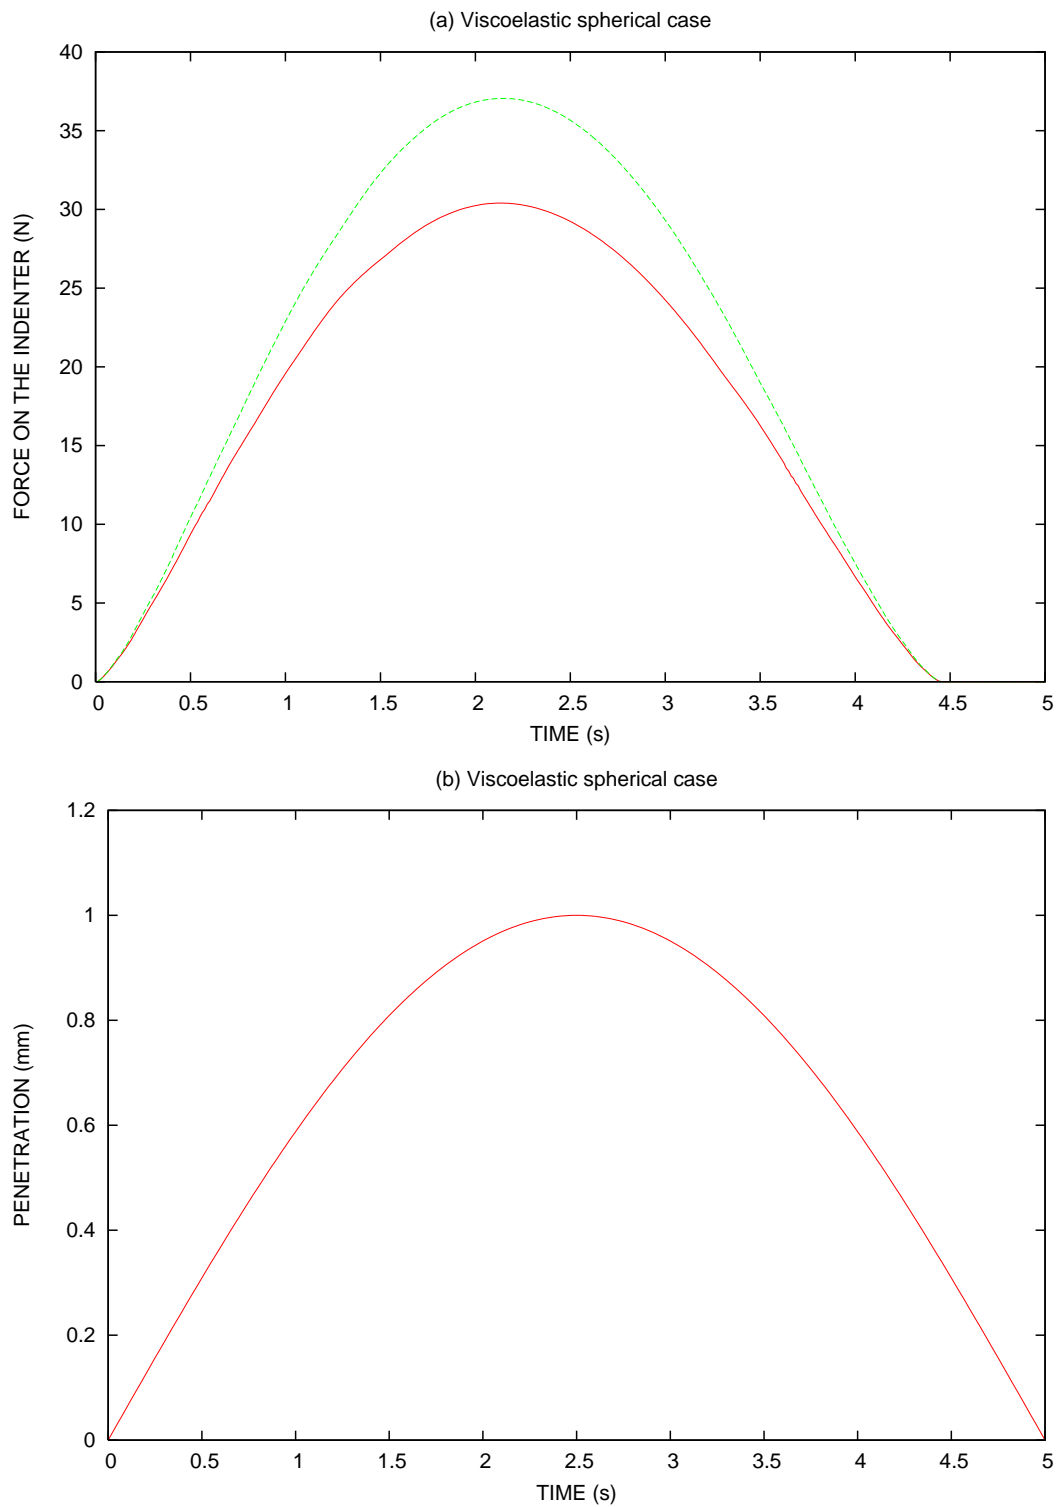 (a) Viscoelastic spherical case
40
35
30
25
20
15
10
5
0
FORCE ON THE INDENTER (N)
0 0.5 1 1.5 2 2.5 3 3.5 4 4.5 5
TIME (s)
(b) Viscoelastic spherical case
1.2
1
0.8
0.6
0.4
0.2
0
PENETRATION (mm)
0 0.5 1 1.5 2 2.5 3 3.5 4 4.5 5
TIME (s)